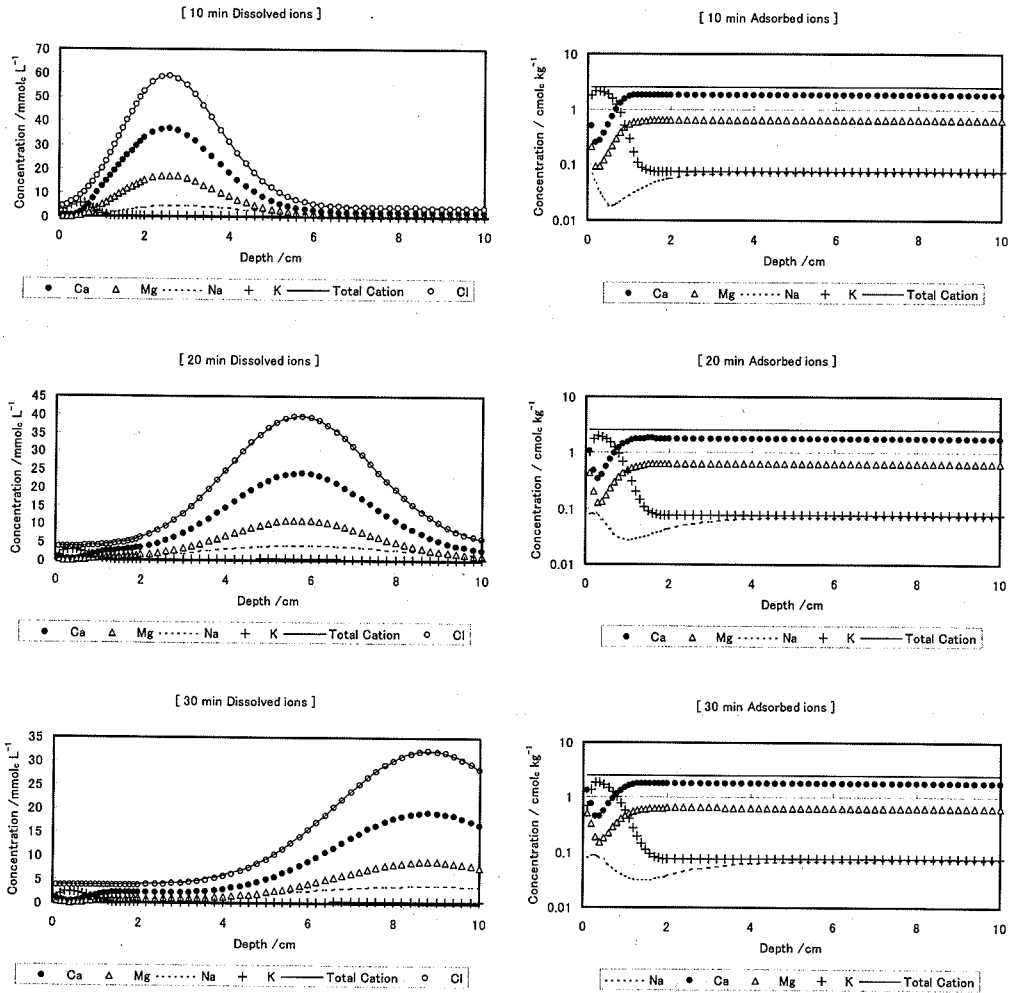 [ 10 min Dissolved ions ]
Concentration /mmolc L-1
70
60
50
40
30
20
10
0
0 2 4 6 8 10
Depth /cm
Ca Mg Na K Total Cation Cl
[ 10 min Adsorbed ions ]
Concentration / cmolc kg-1
10
1
0.1
0.01
0 2 4 6 8 10
Depth /cm
Ca Mg Na K Total Cation
[ 20 min Dissolved ions ]
Concentration /mmolc L-1
45
40
35
30
25
20
15
10
5
0
0 2 4 6 8 10
Depth /cm
Ca Mg Na K Total Cation Cl
[ 20 min Adsorbed ions ]
Concentration / cmolc kg-1
10
1
0.1
0.01
0 2 4 6 8 10
Depth /cm
Ca Mg Na K Total Cation
[ 30 min Dissolved ions ]
Concentration /mmolc L-1
35
30
25
20
15
10
5
0
0 2 4 6 8 10
Depth /cm
Ca Mg Na K Total Cation Cl
[ 30 min Adsorbed ions ]
Concentration / cmolc kg-1
10
1
0.1
0.01
0 2 4 6 8 10
Depth /cm
Na Ca Mg K Total Cation